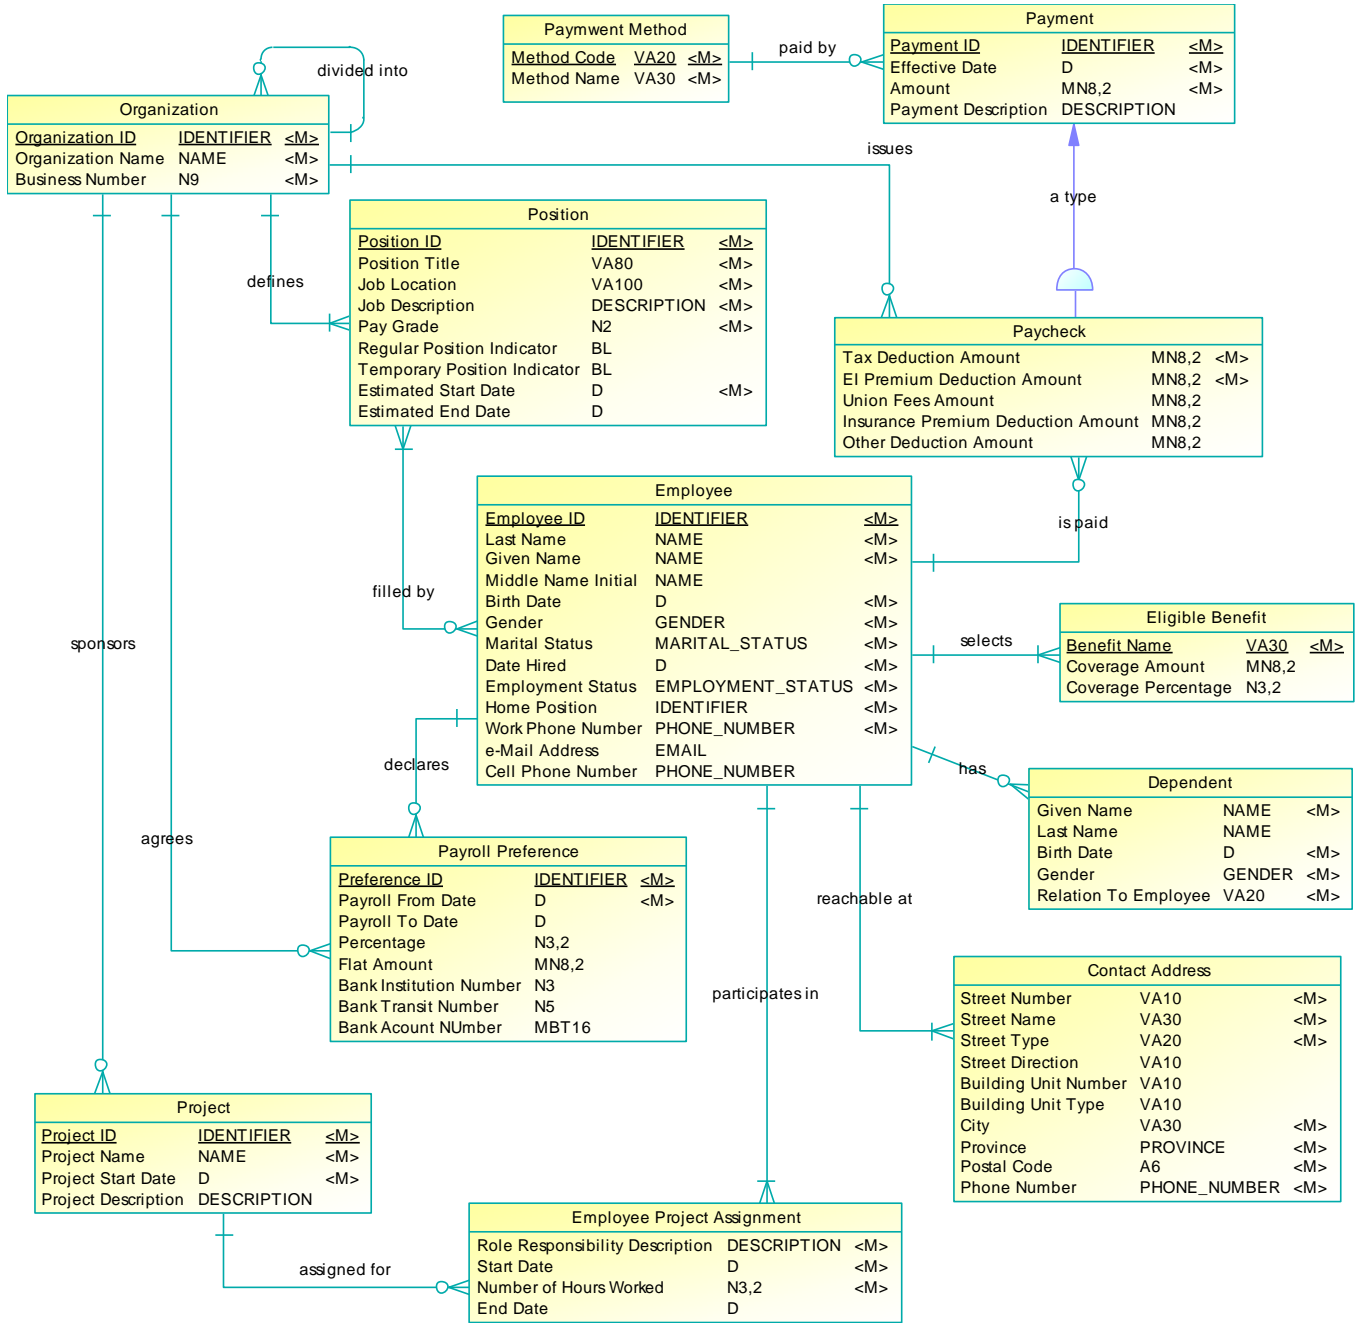 Paymwent Method
Method Code VA20 <M>
Method Name VA30 <M>
paid by
Payment
Payment ID IDENTIFIER <M>
Effective Date D <M>
Amount MN8,2 <M>
Payment Description DESCRIPTION
divided into
Organization
Organization ID IDENTIFIER <M>
Organization Name NAME <M>
Business Number N9 <M>
issues
a type
Position
Position ID IDENTIFIER <M>
Position Title VA80 <M>
Job Location VA100 <M>
Job Description DESCRIPTION <M>
Pay Grade N2 <M>
Regular Position Indicator BL
Temporary Position Indicator BL
Estimated Start Date D <M>
Estimated End Date D
defines
Paycheck
Tax Deduction Amount MN8,2 <M>
EI Premium Deduction Amount MN8,2 <M>
Union Fees Amount MN8,2
Insurance Premium Deduction Amount MN8,2
Other Deduction Amount MN8,2
Employee
Employee ID IDENTIFIER <M>
Last Name NAME <M>
Given Name NAME <M>
Middle Name Initial NAME
Birth Date D <M>
Gender GENDER <M>
Marital Status MARITAL_STATUS <M>
Date Hired D <M>
Employment Status EMPLOYMENT_STATUS <M>
Home Position IDENTIFIER <M>
Work Phone Number PHONE_NUMBER <M>
e-Mail Address EMAIL
Cell Phone Number PHONE_NUMBER
is paid
filled by
sponsors
selects
Eligible Benefit
Benefit Name VA30 <M>
Coverage Amount MN8,2
Coverage Percentage N3,2
declares
has
Dependent
Given Name NAME <M>
Last Name NAME
Birth Date D <M>
Gender GENDER <M>
Relation To Employee VA20 <M>
agrees
Payroll Preference
Preference ID IDENTIFIER <M>
Payroll From Date D <M>
Payroll To Date D
Percentage N3,2
Flat Amount MN8,2
Bank Institution Number N3
Bank Transit Number N5
Bank Acount NUmber MBT16
reachable at
participates in
Contact Address
Street Number VA10 <M>
Street Name VA30 <M>
Street Type VA20 <M>
Street Direction VA10
Building Unit Number VA10
Building Unit Type VA10
City VA30 <M>
Province PROVINCE <M>
Postal Code A6 <M>
Phone Number PHONE_NUMBER <M>
Project
Project ID IDENTIFIER <M>
Project Name NAME <M>
Project Start Date D <M>
Project Description DESCRIPTION
assigned for
Employee Project Assignment
Role Responsibility Description DESCRIPTION <M>
Start Date D <M>
Number of Hours Worked N3,2 <M>
End Date D